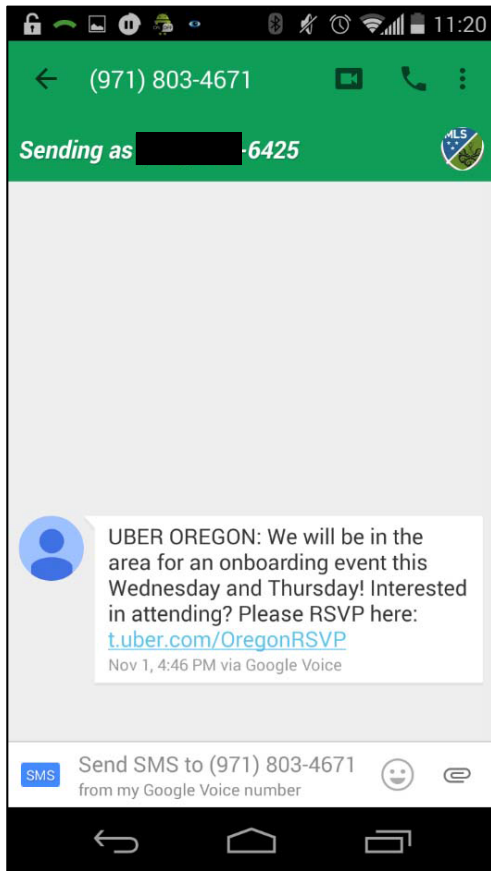 11:20
(971) 803-4671
Sending as -6425
MLS
UBER OREGON: We will be in the
area for an onboarding event this
Wednesday and Thursday! Interested
in attending? Please RSVP here:
t.uber.com/OregonRSVP
Nov 1, 4:46 PM via Google Voice
SMS
Send SMS to (971) 803-4671
from my Google Voice number